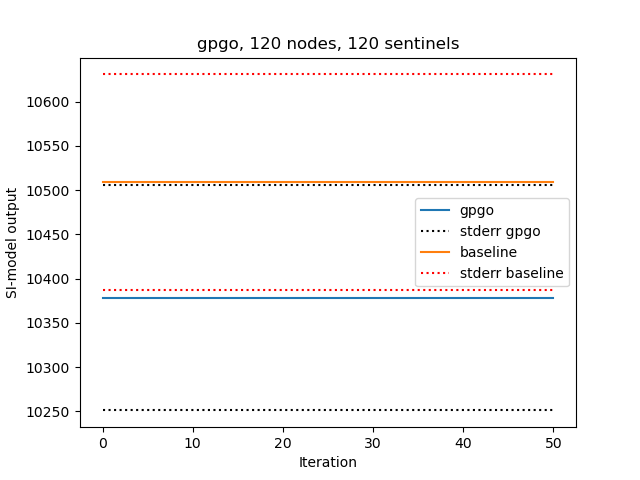 gpgo, 120 nodes, 120 sentinels
SI-model output
10600
10550
10500
10450
10400
10350
10300
10250
gpgo
stderr gpgo
baseline
stderr baseline
0 10 20 30 40 50
Iteration